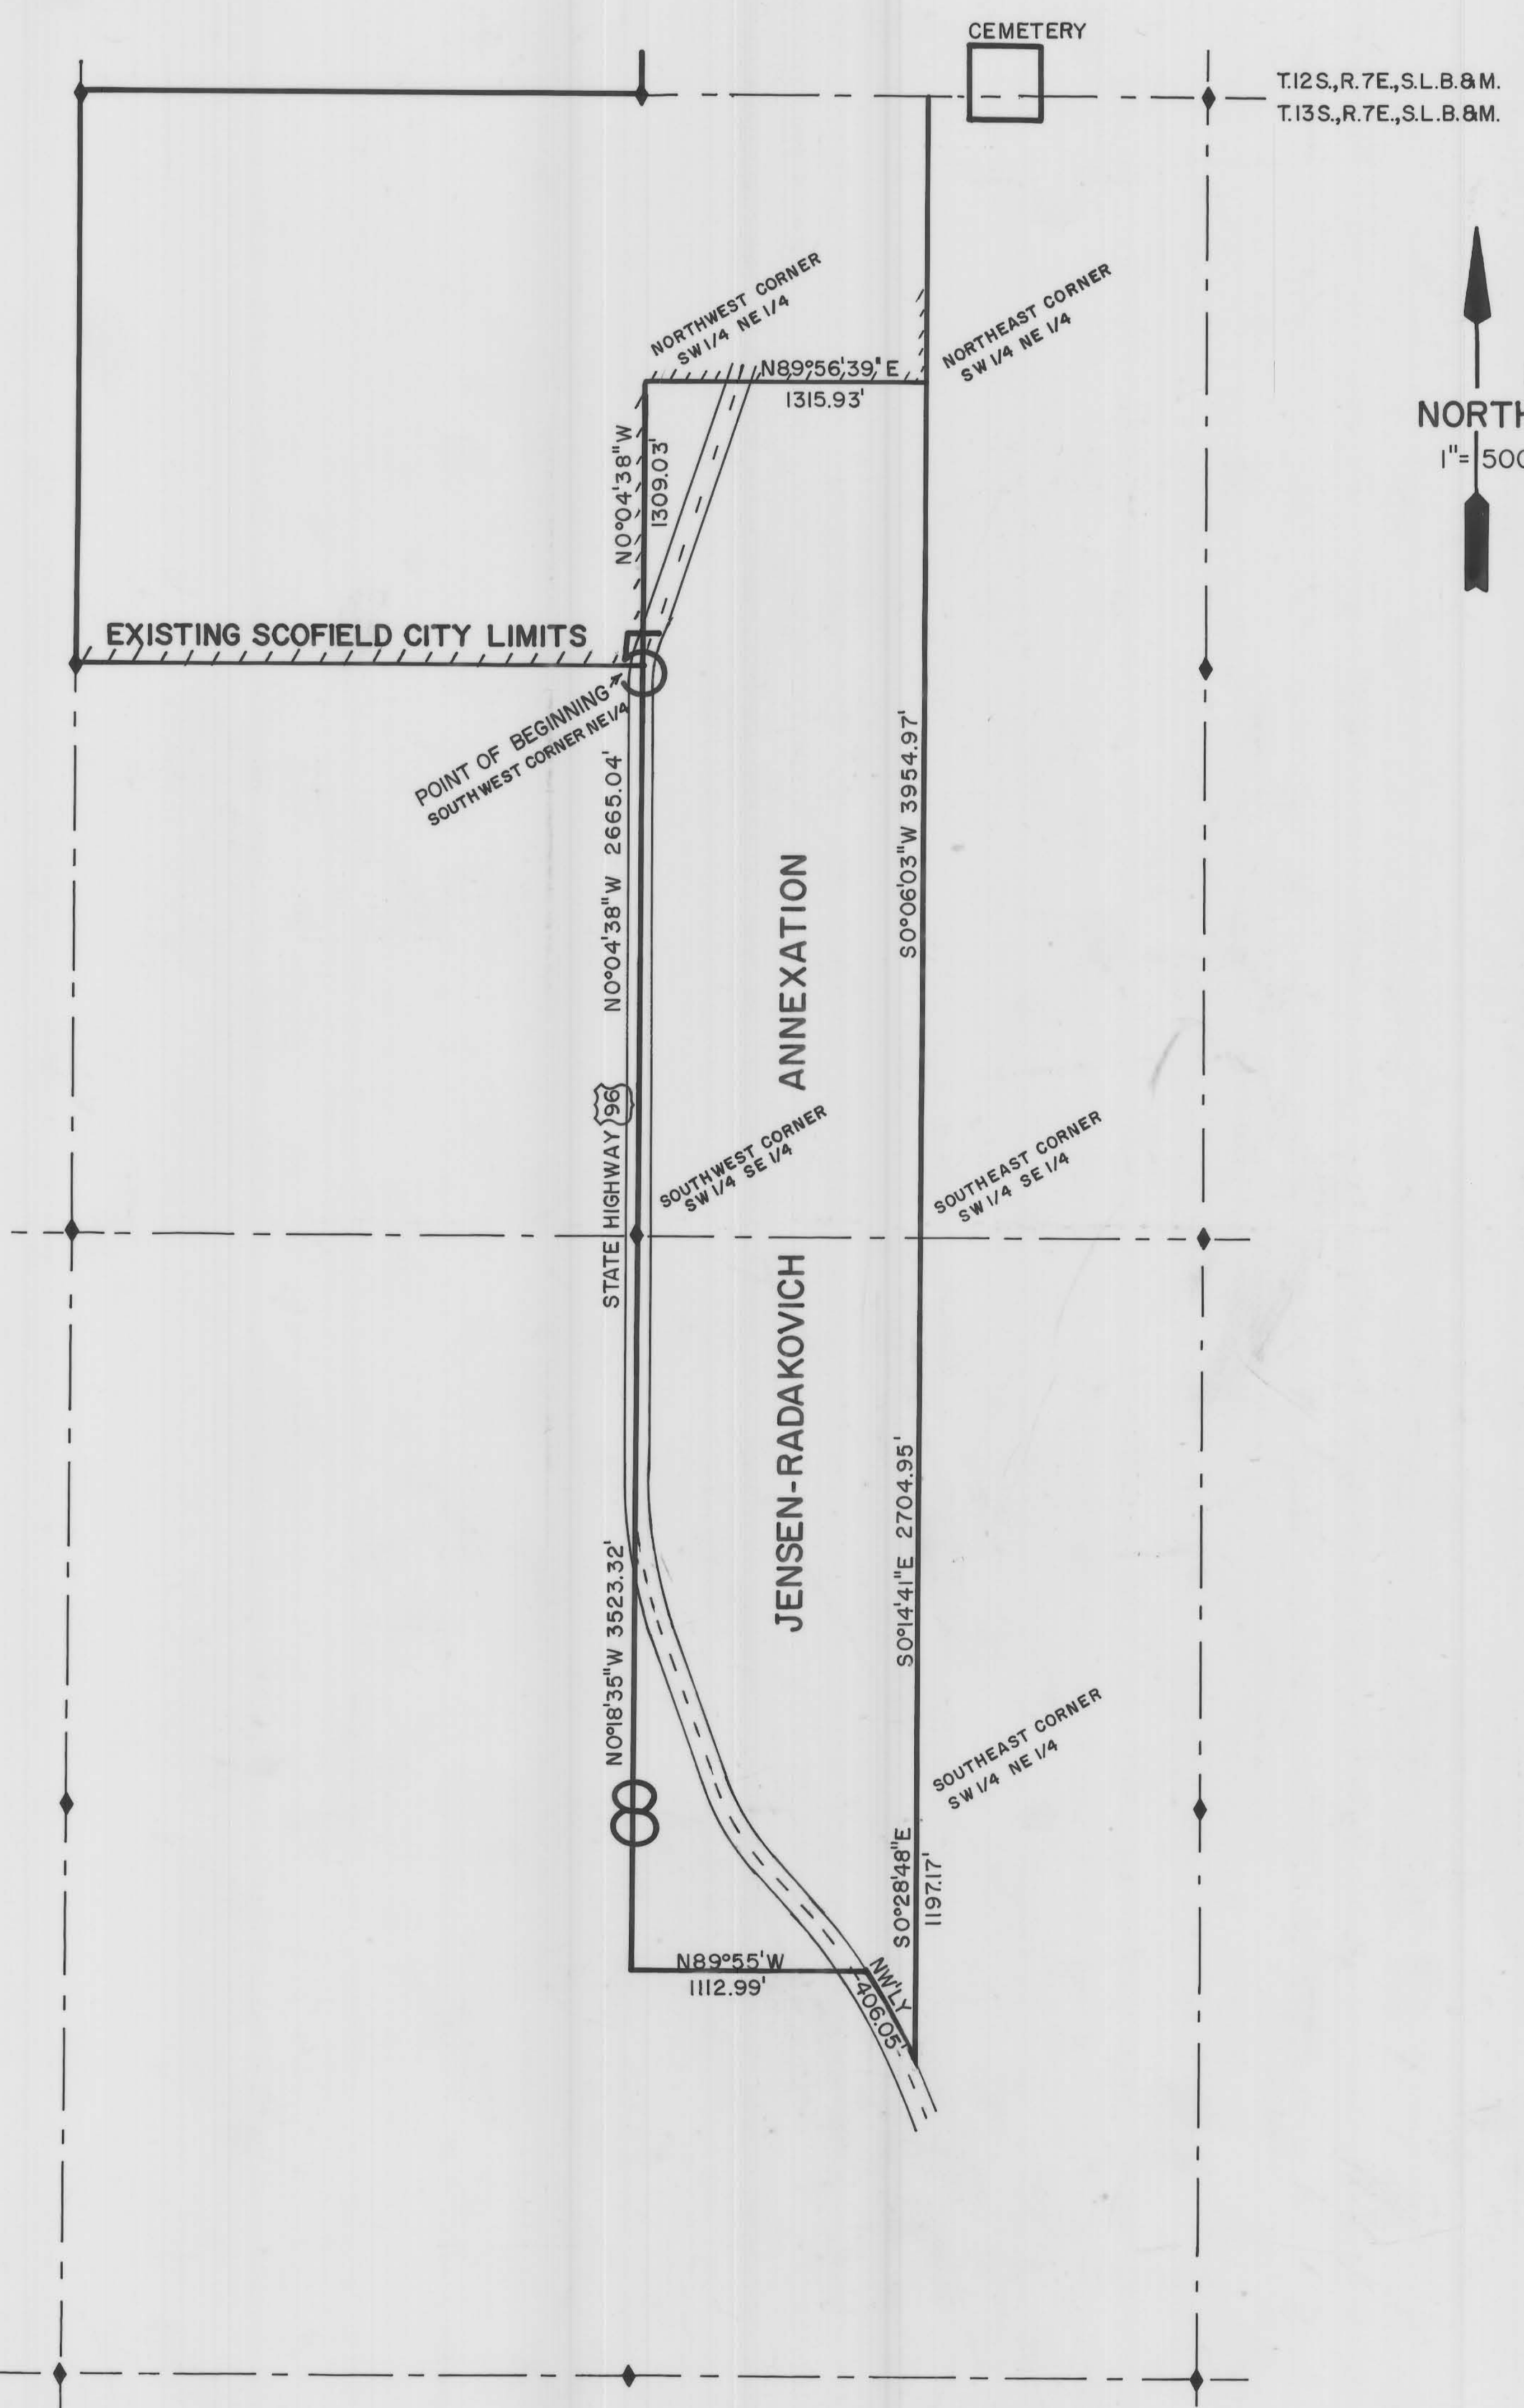 CEMETERY
T.12S.,R.7E.,S.L.B.&M.
T.13S.,R.7E.,S.L.B.&M.
NORTHWEST CORNER
SW 1/4 NE 1/4
NORTHEAST CORNER
SW 1/4 NE 1/4
N89°56'39"E
1315.93'
NORTH
1"= 500
N0°04'38"W
1309.03'
EXISTING SCOFIELD CITY LIMITS
5
POINT OF BEGINNING
SOUTHWEST CORNER NE 1/4
N0°04'38"W 2665.04'
S0°06'03"W 3954.97'
JENSEN-RADAKOVICH ANNEXATION
STATE HIGHWAY 96
SOUTHWEST CORNER
SW 1/4 SE 1/4
SOUTHEAST CORNER
SW 1/4 SE 1/4
N0°18'35"W 3523.32'
S0°14'41"E 2704.95'
SOUTHEAST CORNER
SW 1/4 NE 1/4
8
S0°28'48"E
1197.17'
N89°55'W
1112.99'
NW'LY
406.05'